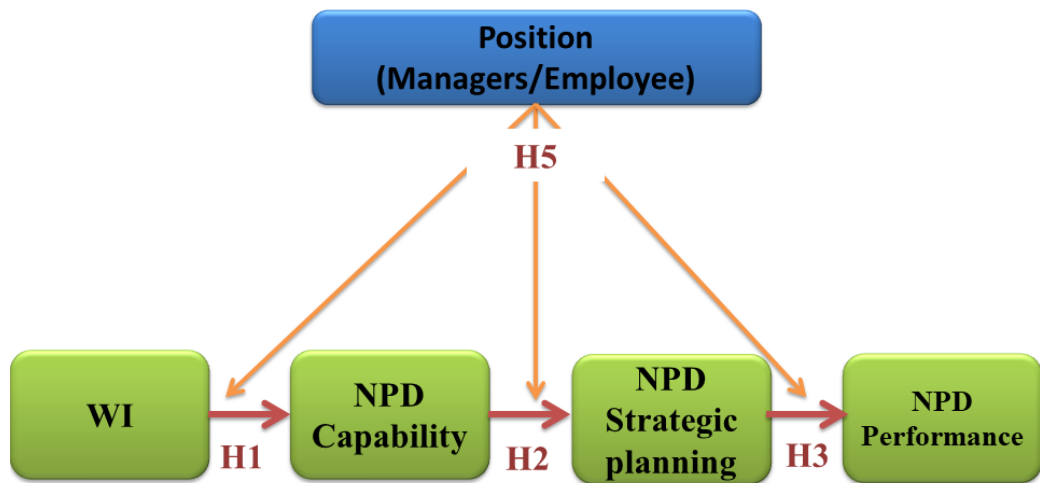 Position
(Managers/Employee)
H5
WI
H1
NPD
Capability
H2
NPD
Strategic
planning
H3
NPD
Performance